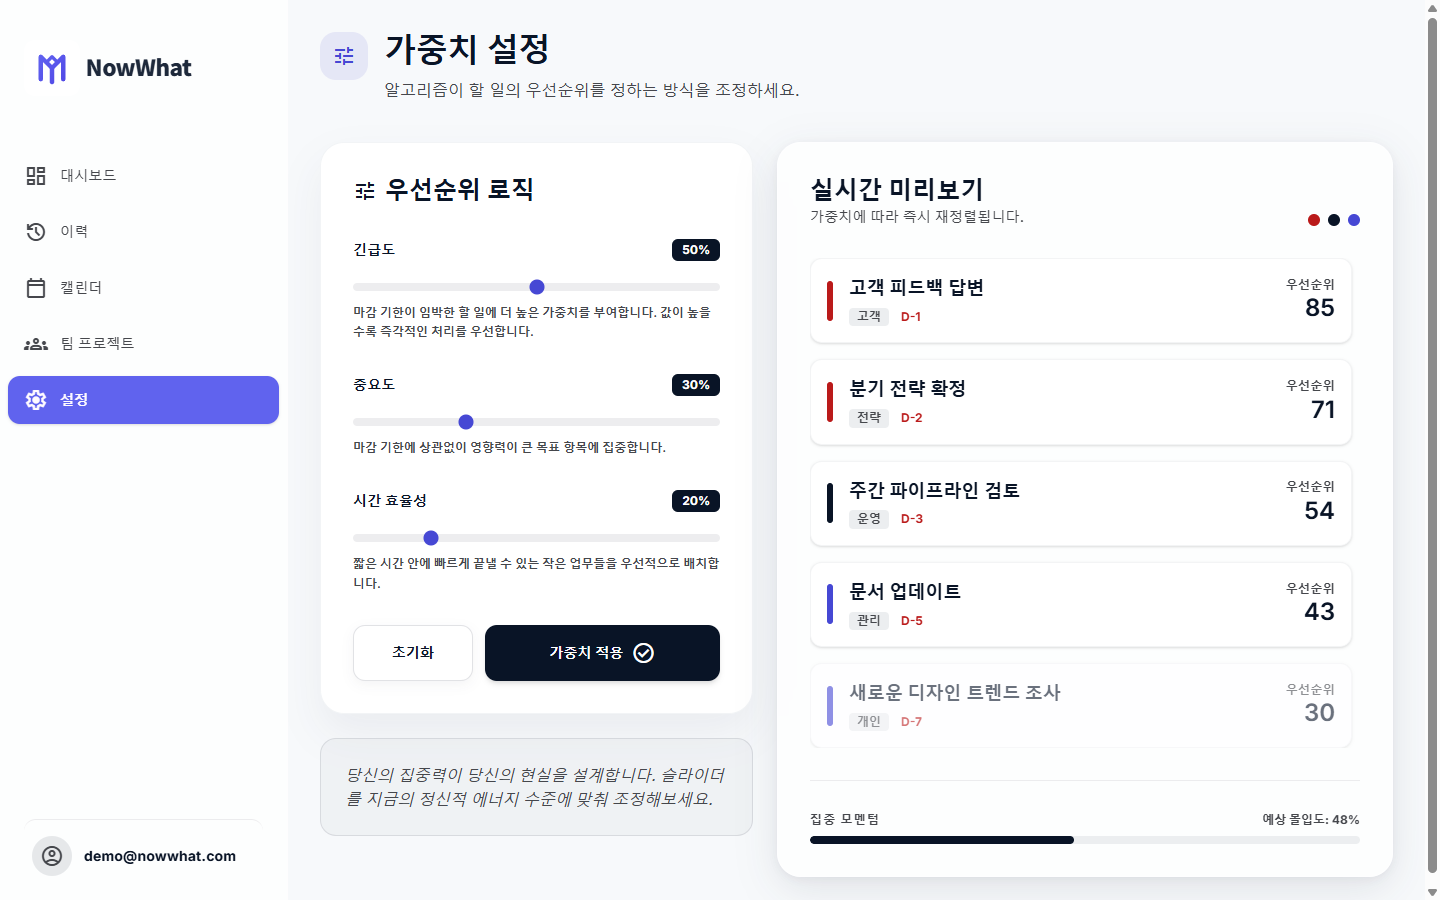 NowWhat
대시보드
이력
캘린더
팀 프로젝트
설정
demo@nowwhat.com
가중치 설정
알고리즘이 할 일의 우선순위를 정하는 방식을 조정하세요.
우선순위 로직
긴급도
50%
마감 기한이 임박한 할 일에 더 높은 가중치를 부여합니다. 값이 높을
수록 즉각적인 처리를 우선합니다.
중요도
30%
마감 기한에 상관없이 영향력이 큰 목표 항목에 집중합니다.
시간 효율성
20%
짧은 시간 안에 빠르게 끝낼 수 있는 작은 업무들을 우선적으로 배치합
니다.
초기화
가중치 적용
당신의 집중력이 당신의 현실을 설계합니다. 슬라이더
를 지금의 정신적 에너지 수준에 맞춰 조정해보세요.
실시간 미리보기
가중치에 따라 즉시 재정렬됩니다.
고객 피드백 답변
고객 D-1
우선순위
85
분기 전략 확정
전략 D-2
우선순위
71
주간 파이프라인 검토
운영 D-3
우선순위
54
문서 업데이트
관리 D-5
우선순위
43
새로운 디자인 트렌드 조사
개인 D-7
우선순위
30
집중 모멘텀
예상 몰입도: 48%